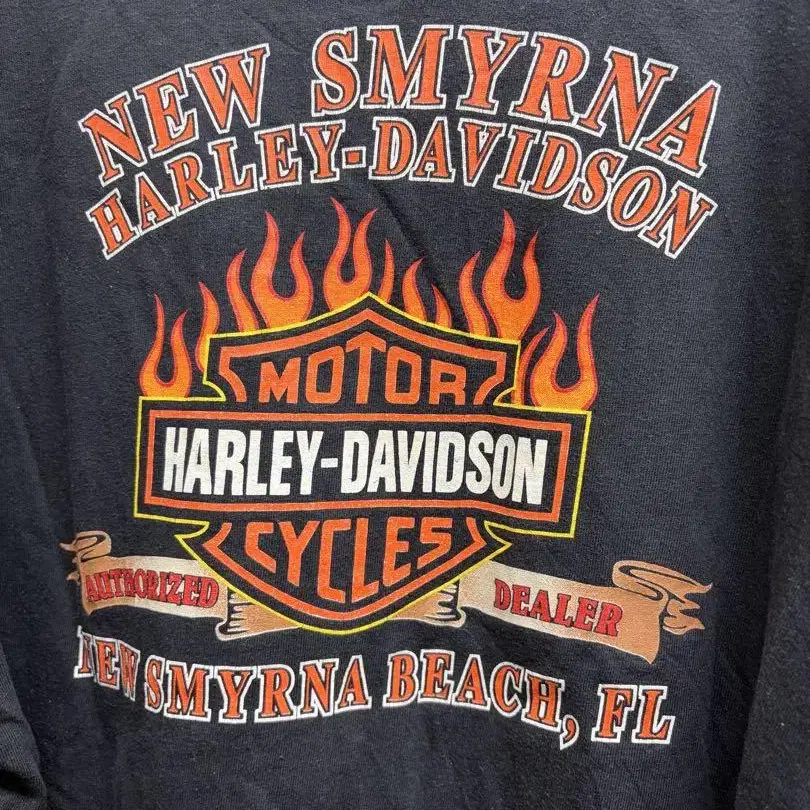 NEW SMYRNA
HARLEY-DAVIDSON
MOTOR
HARLEY-DAVIDSON
CYCLES
AUTHORIZED DEALER
NEW SMYRNA BEACH, FL